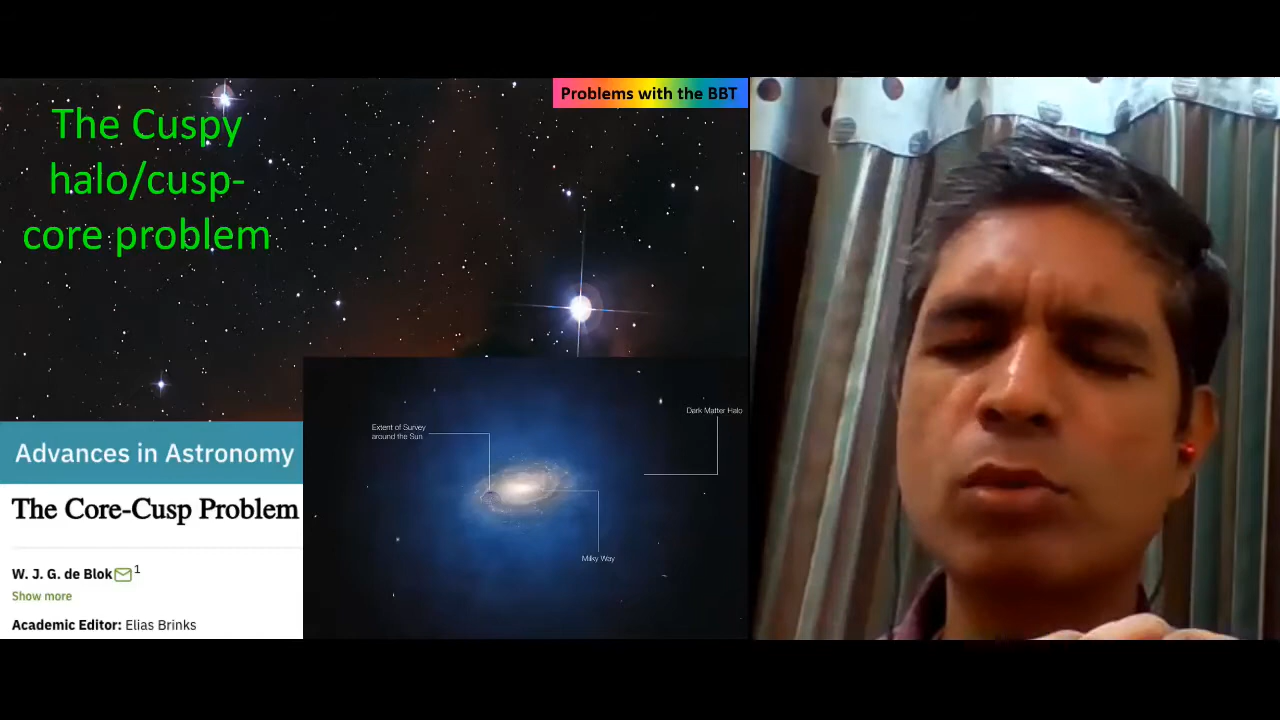 Problems with the BBT
The Cuspy
halo/cusp-
core problem
Advances in Astronomy
The Core-Cusp Problem
W. J. G. de Blok 1
Show more
Academic Editor: Elias Brinks
Extent of Survey
around the Sun
Dark Matter Halo
Milky Way